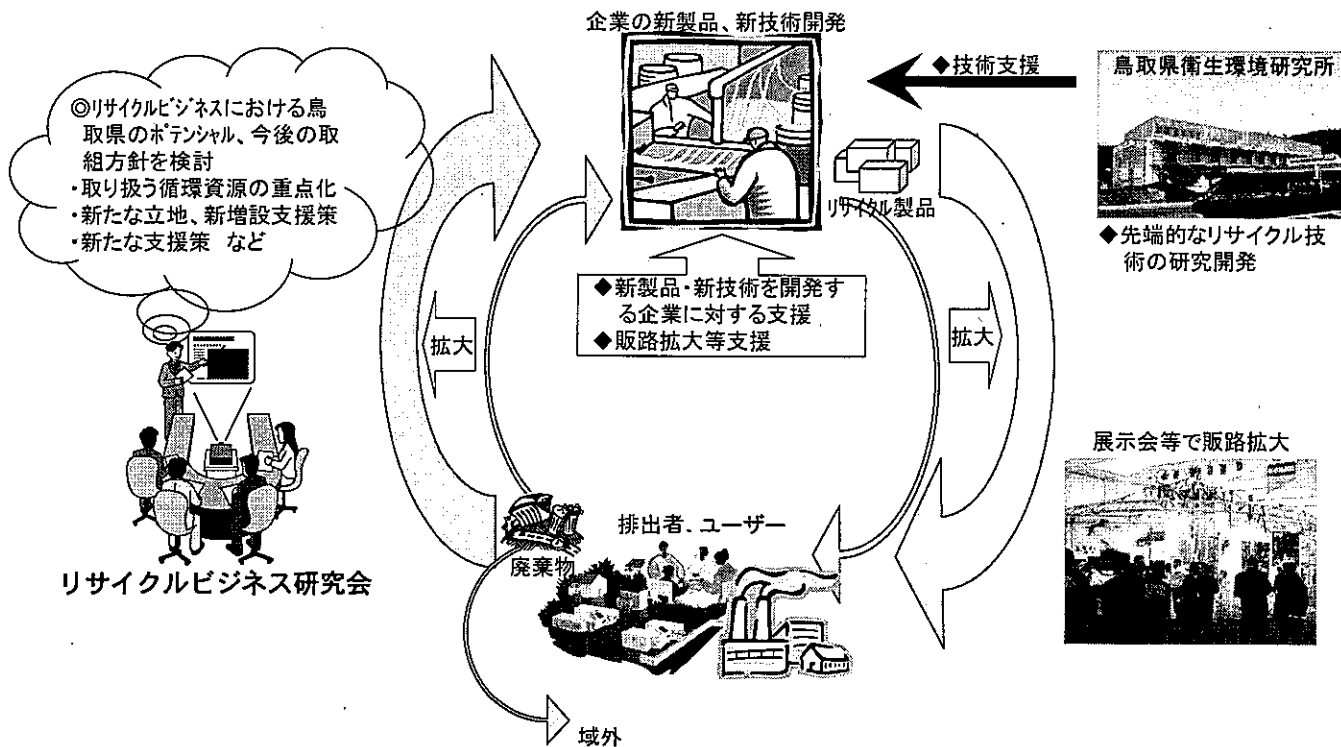 企業の新製品、新技術開発
◎リサイクルビジネスにおける鳥
取県のポテンシャル、今後の取
組方針を検討
・取り扱う循環資源の重点化
・新たな立地、新増設支援策
・新たな支援策 など
リサイクルビジネス研究会
◆技術支援
鳥取県衛生環境研究所
◆先端的なリサイクル技
術の研究開発
リサイクル製品
◆新製品・新技術を開発す
る企業に対する支援
◆販路拡大等支援
拡大
拡大
展示会等で販路拡大
排出者、ユーザー
廃棄物
域外